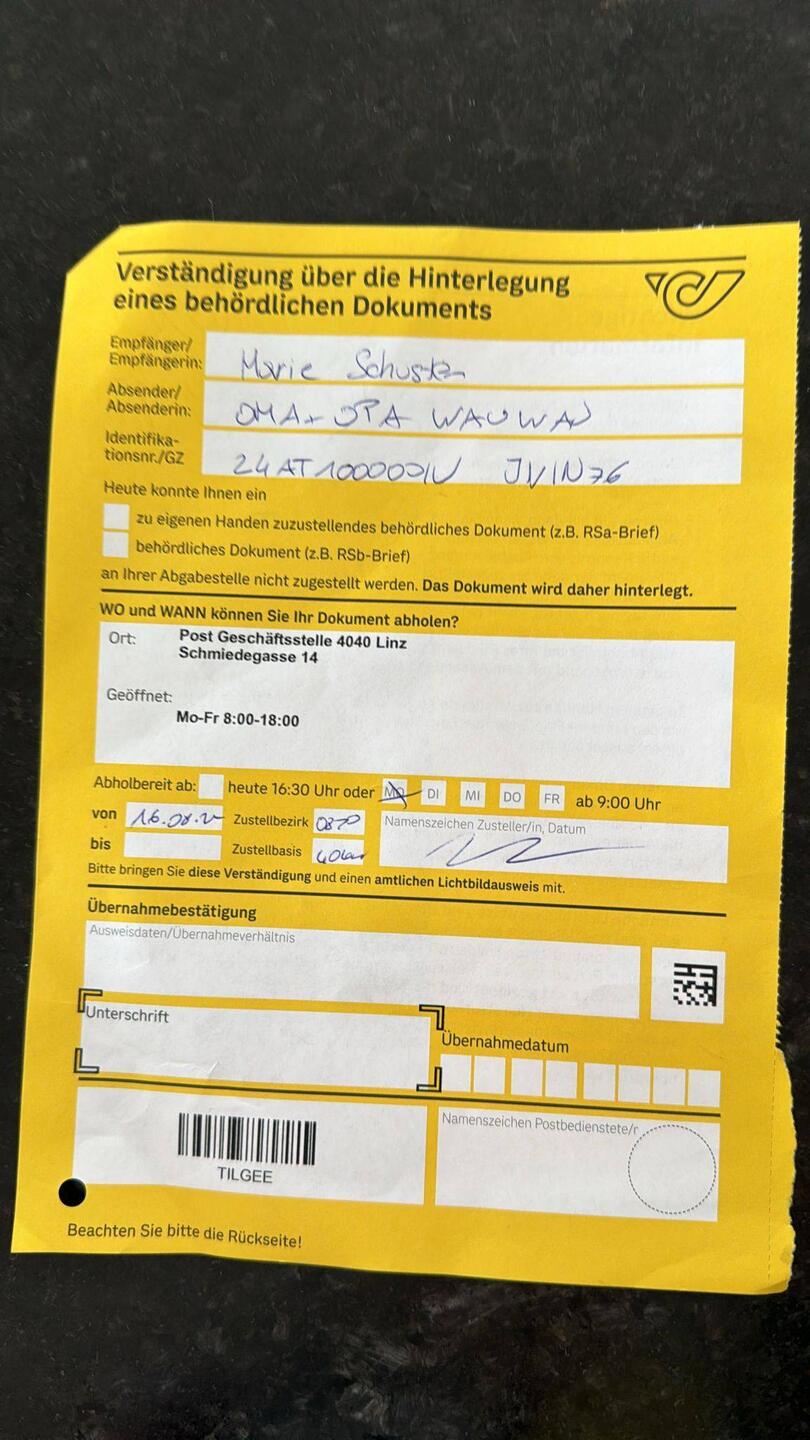 Verständigung über die Hinterlegung
eines behördlichen Dokuments
Empfänger/
Empfängerin:
Marie Schuster
Absender/
Absenderin:
OMA + OPA WAUWAU
Identifika-
tionsnr./GZ
24AT100000IU JVIN76
Heute konnte Ihnen ein
zu eigenen Handen zuzustellendes behördliches Dokument (z.B. RSa-Brief)
behördliches Dokument (z.B. RSb-Brief)
an Ihrer Abgabestelle nicht zugestellt werden. Das Dokument wird daher hinterlegt.
WO und WANN können Sie Ihr Dokument abholen?
Ort: Post Geschäftsstelle 4040 Linz
Schmiedegasse 14
Geöffnet:
Mo-Fr 8:00-18:00
Abholbereit ab: heute 16:30 Uhr oder MO DI MI DO FR ab 9:00 Uhr
von 16.08. Zustellbezirk Namenszeichen Zusteller/in, Datum
bis Zustellbasis
Bitte bringen Sie diese Verständigung und einen amtlichen Lichtbildausweis mit.
Übernahmebestätigung
Ausweisdaten/Übernahmeverhältnis
Unterschrift
Übernahmedatum
Namenszeichen Postbedienstete/r
TILGEE
Beachten Sie bitte die Rückseite!